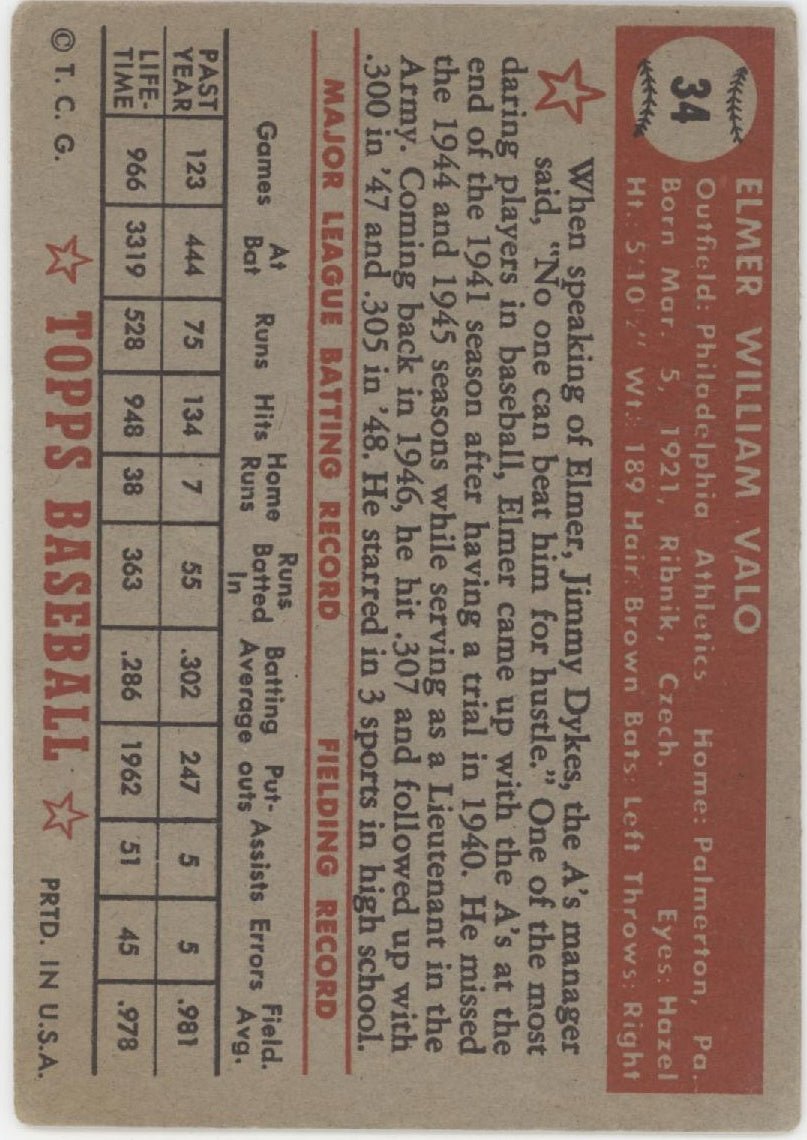 34
ELMER WILLIAM VALO
Outfield: Philadelphia Athletics Home: Palmerton, Pa.
Born Mar. 5, 1921, Ribnik, Czech. Eyes: Hazel
Ht.: 5'10½" Wt.: 189 Hair: Brown Bats: Left Throws: Right
When speaking of Elmer, Jimmy Dykes, the A's manager
said, "No one can beat him for hustle." One of the most
daring players in baseball, Elmer came up with the A's at the
end of the 1941 season after having a trial in 1940. He missed
the 1944 and 1945 seasons while serving as a Lieutenant in the
Army. Coming back in 1946, he hit .307 and followed up with
.300 in '47 and .305 in '48. He starred in 3 sports in high school.
MAJOR LEAGUE BATTING RECORD FIELDING RECORD
Games At Bat Runs Hits Home Runs Runs Batted In Batting Average Put-outs Assists Errors Field. Avg.
PAST YEAR 123 444 75 134 7 55 .302 247 5 5 .981
LIFE-TIME 966 3319 528 948 38 363 .286 1962 51 45 .978
© T. C. G. TOPPS BASEBALL PRTD. IN U.S.A.